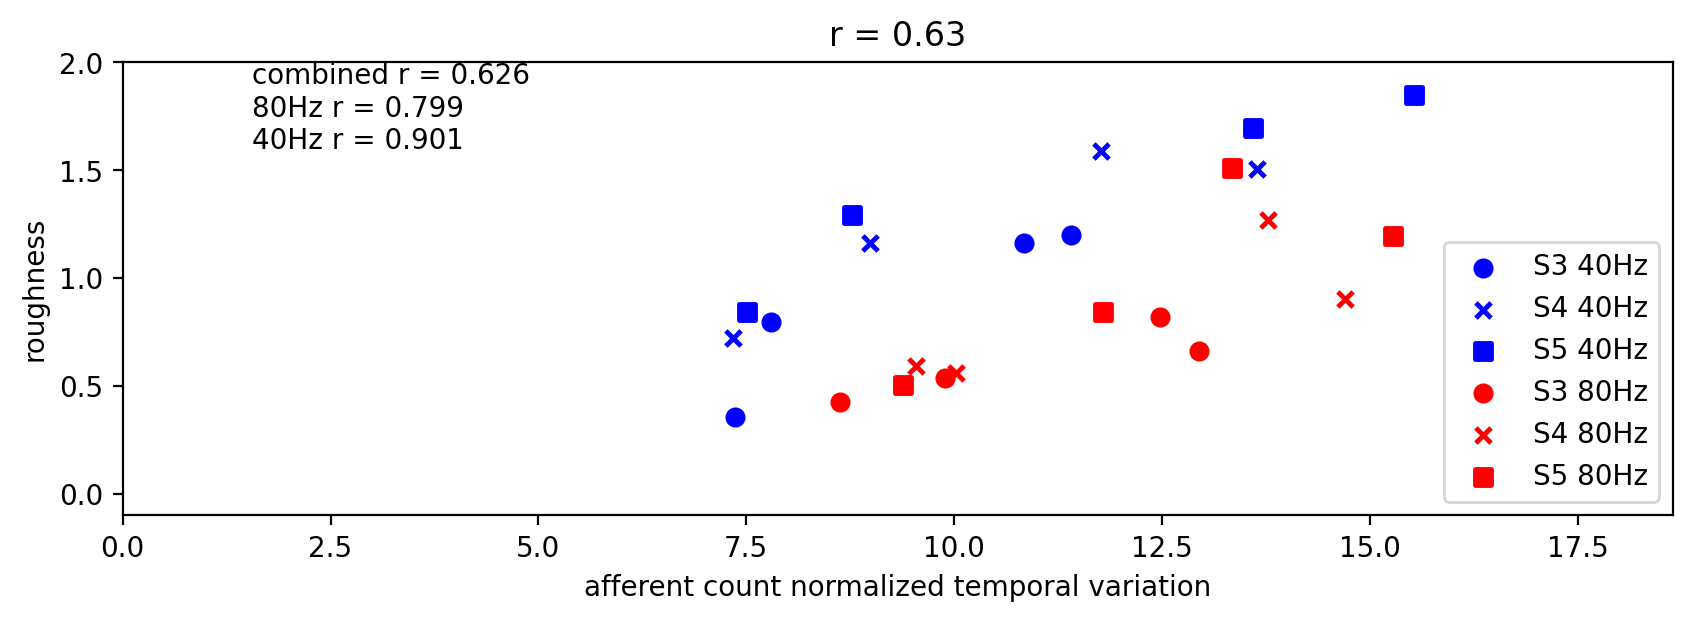 r = 0.63
combined r = 0.626
80Hz r = 0.799
40Hz r = 0.901
2.0
1.5
1.0
0.5
0.0
roughness
S3 40Hz
S4 40Hz
S5 40Hz
S3 80Hz
S4 80Hz
S5 80Hz
0.0 2.5 5.0 7.5 10.0 12.5 15.0 17.5
afferent count normalized temporal variation